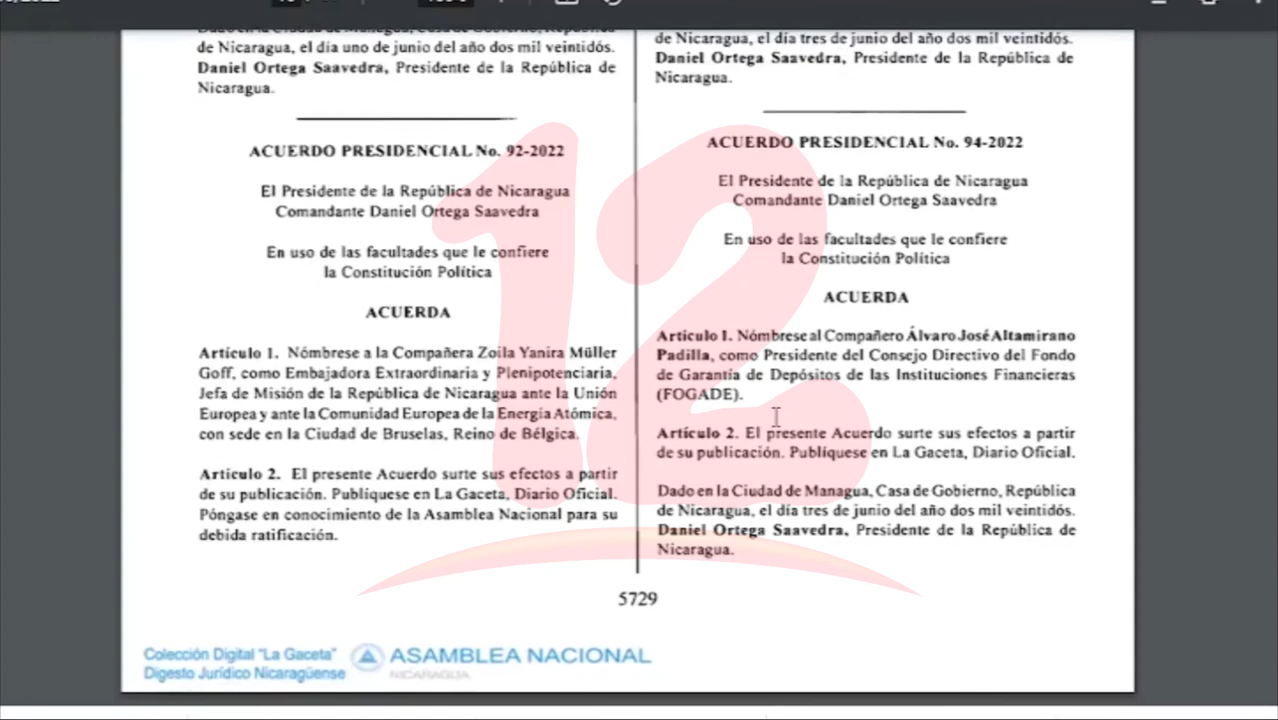 Dado en la Ciudad de Managua, Casa de Gobierno, República
de Nicaragua, el día uno de junio del año dos mil veintidós.
Daniel Ortega Saavedra, Presidente de la República de
Nicaragua.
ACUERDO PRESIDENCIAL No. 92-2022
El Presidente de la República de Nicaragua
Comandante Daniel Ortega Saavedra
En uso de las facultades que le confiere
la Constitución Política
ACUERDA
Artículo 1. Nómbrese a la Compañera Zoila Yanira Müller
Goff, como Embajadora Extraordinaria y Plenipotenciaria,
Jefa de Misión de la República de Nicaragua ante la Unión
Europea y ante la Comunidad Europea de la Energía Atómica,
con sede en la Ciudad de Bruselas, Reino de Bélgica.
Artículo 2. El presente Acuerdo surte sus efectos a partir
de su publicación. Publíquese en La Gaceta, Diario Oficial.
Póngase en conocimiento de la Asamblea Nacional para su
debida ratificación.
de Nicaragua, el día tres de junio del año dos mil veintidós.
Daniel Ortega Saavedra, Presidente de la República de
Nicaragua.
ACUERDO PRESIDENCIAL No. 94-2022
El Presidente de la República de Nicaragua
Comandante Daniel Ortega Saavedra
En uso de las facultades que le confiere
la Constitución Política
ACUERDA
Artículo 1. Nómbrese al Compañero Álvaro José Altamirano
Padilla, como Presidente del Consejo Directivo del Fondo
de Garantía de Depósitos de las Instituciones Financieras
(FOGADE).
Artículo 2. El presente Acuerdo surte sus efectos a partir
de su publicación. Publíquese en La Gaceta, Diario Oficial.
Dado en la Ciudad de Managua, Casa de Gobierno, República
de Nicaragua, el día tres de junio del año dos mil veintidós.
Daniel Ortega Saavedra, Presidente de la República de
Nicaragua.
12
5729
Colección Digital "La Gaceta"
Digesto Jurídico Nicaragüense
ASAMBLEA NACIONAL
NICARAGUA